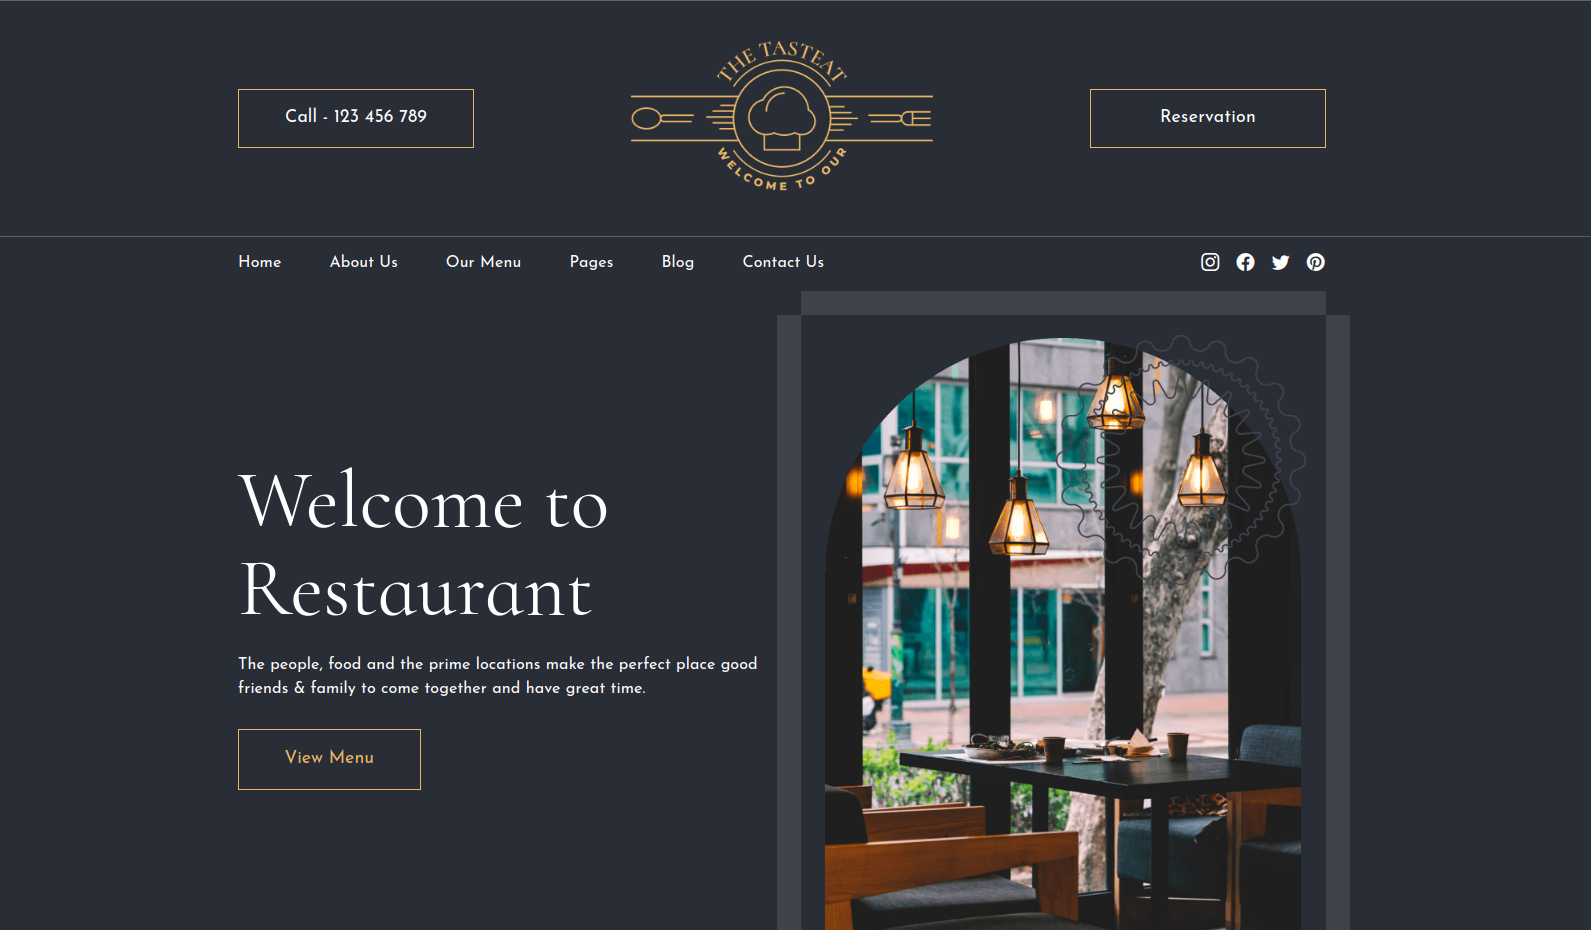 Call - 123 456 789
THE TASTEAT
WELCOME TO OUR
Reservation
Home
About Us
Our Menu
Pages
Blog
Contact Us
Welcome to
Restaurant
The people, food and the prime locations make the perfect place good
friends & family to come together and have great time.
View Menu